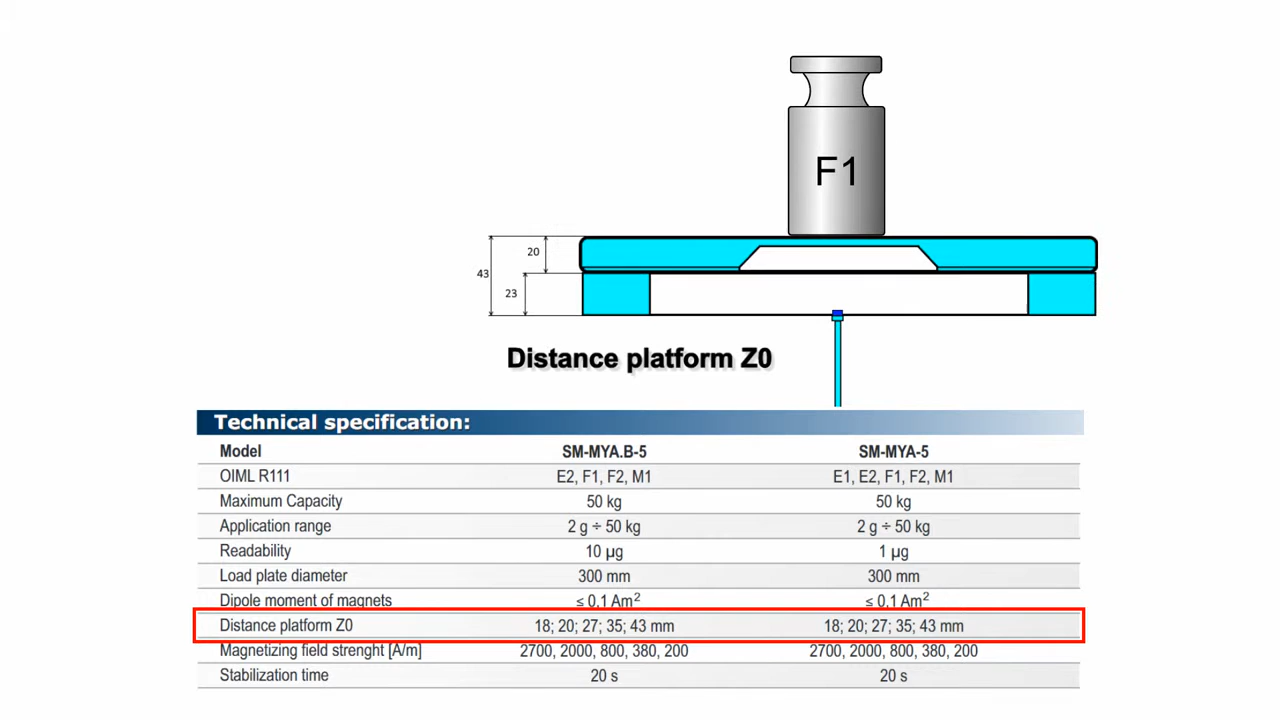 F1
20
43
23
Distance platform Z0
Technical specification:
Model SM-MYA.B-5 SM-MYA-5
OIML R111 E2, F1, F2, M1 E1, E2, F1, F2, M1
Maximum Capacity 50 kg 50 kg
Application range 2 g ÷ 50 kg 2 g ÷ 50 kg
Readability 10 µg 1 µg
Load plate diameter 300 mm 300 mm
Dipole moment of magnets ≤ 0,1 Am² ≤ 0,1 Am²
Distance platform Z0 18; 20; 27; 35; 43 mm 18; 20; 27; 35; 43 mm
Magnetizing field strenght [A/m] 2700, 2000, 800, 380, 200 2700, 2000, 800, 380, 200
Stabilization time 20 s 20 s